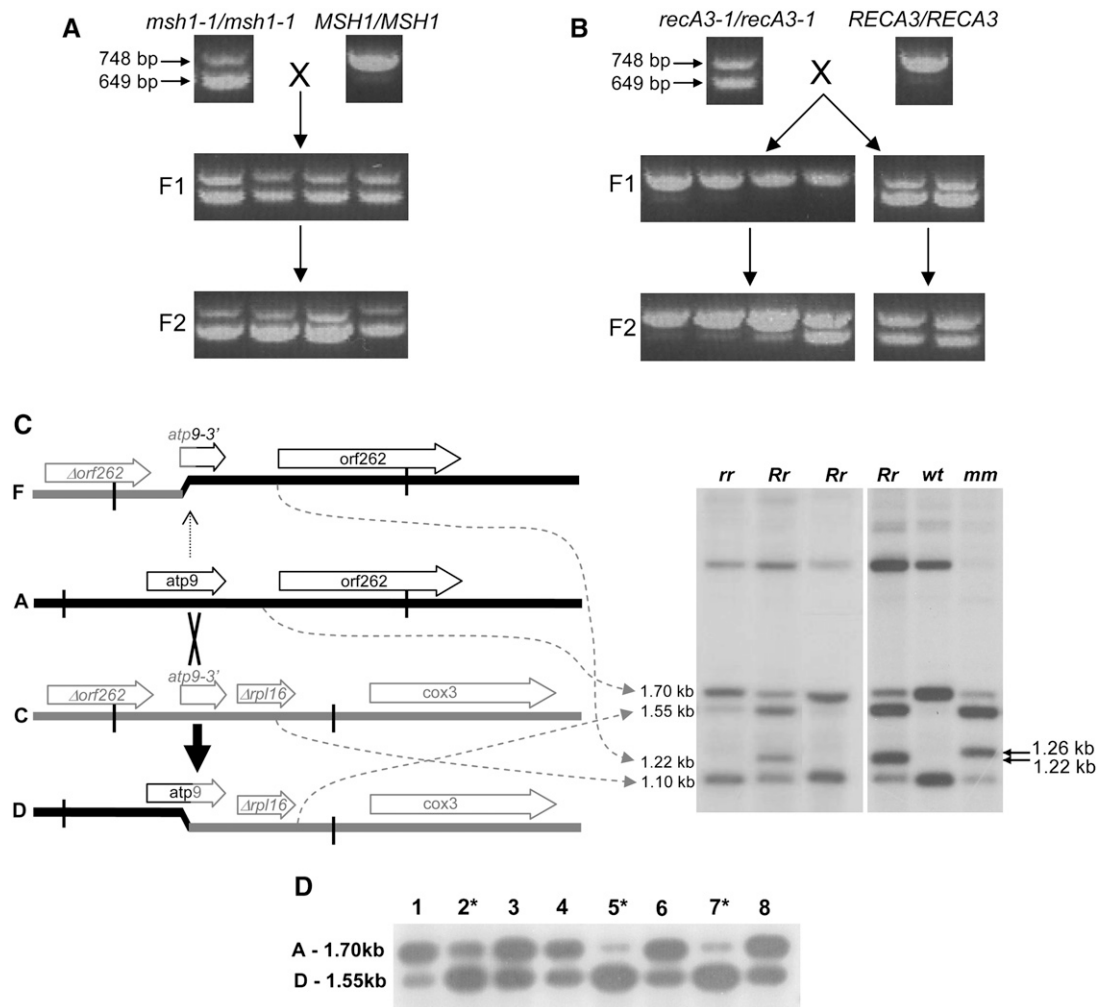 A
msh1-1/msh1-1 MSH1/MSH1
748 bp
649 bp
X
F1
F2
B
recA3-1/recA3-1 RECA3/RECA3
748 bp
649 bp
X
F1
F2
C
atp9-3'
Δorf262
orf262
F
atp9
orf262
A
atp9-3'
Δorf262
Δrpl16
cox3
C
atp9
Δrpl16
cox3
D
rr Rr Rr Rr wt mm
1.70 kb
1.55 kb
1.22 kb
1.10 kb
1.26 kb
1.22 kb
D
1 2* 3 4 5* 6 7* 8
A - 1.70kb
D - 1.55kb